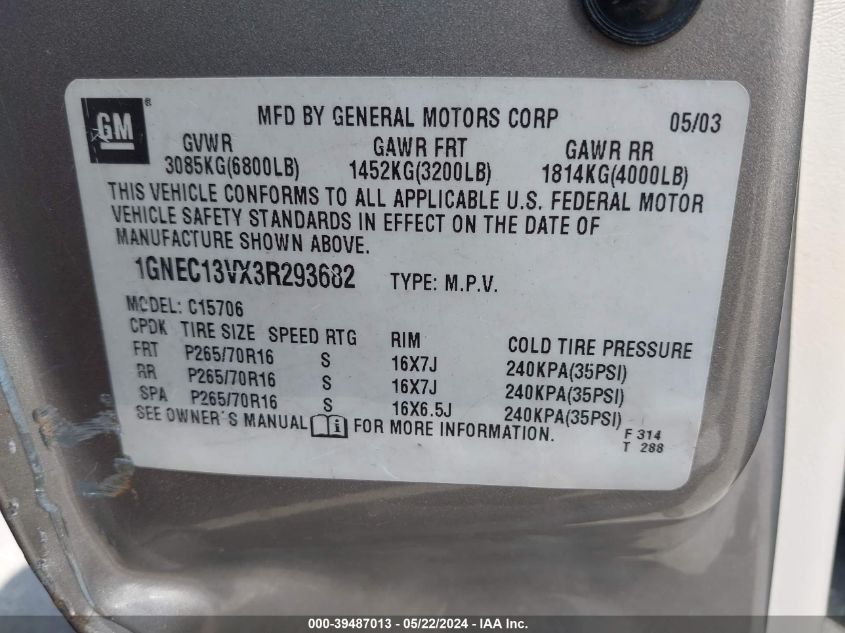 GM ®
MFD BY GENERAL MOTORS CORP 05/03
GVWR GAWR FRT GAWR RR
3085KG(6800LB) 1452KG(3200LB) 1814KG(4000LB)
THIS VEHICLE CONFORMS TO ALL APPLICABLE U.S. FEDERAL MOTOR
VEHICLE SAFETY STANDARDS IN EFFECT ON THE DATE OF
MANUFACTURE SHOWN ABOVE.
1GNEC13VX3R293682 TYPE: M.P.V.
MODEL: C15706
CPDK TIRE SIZE SPEED RTG RIM COLD TIRE PRESSURE
FRT P265/70R16 S 16X7J 240KPA(35PSI)
RR P265/70R16 S 16X7J 240KPA(35PSI)
SPA P265/70R16 S 16X6.5J 240KPA(35PSI)
SEE OWNER'S MANUAL i FOR MORE INFORMATION.
F 314
T 288
000-39487013 - 05/22/2024 - IAA Inc.